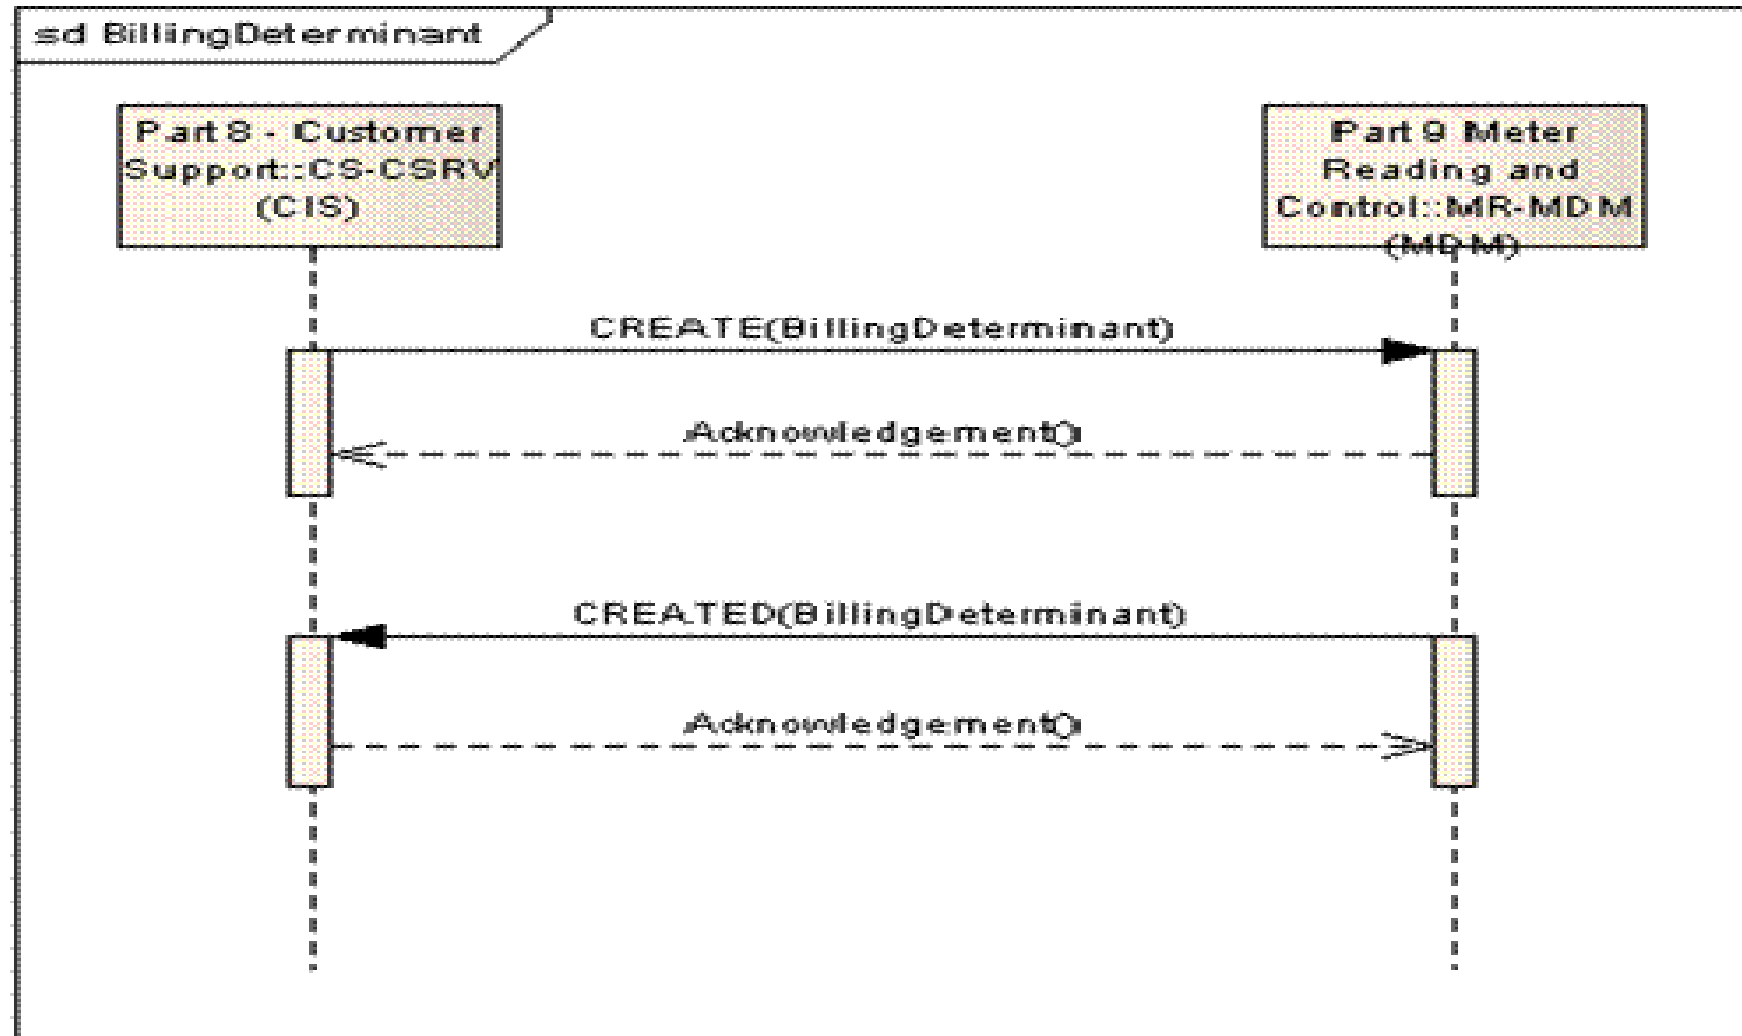 sd BillingDeterminant
Part 8 - Customer
Support::CS-CSRV
(CIS)
Part 9 Meter
Reading and
Control::MR-MDM
(MDM)
CREATE(BillingDeterminant)
Acknowledgement()
CREATED(BillingDeterminant)
Acknowledgement()